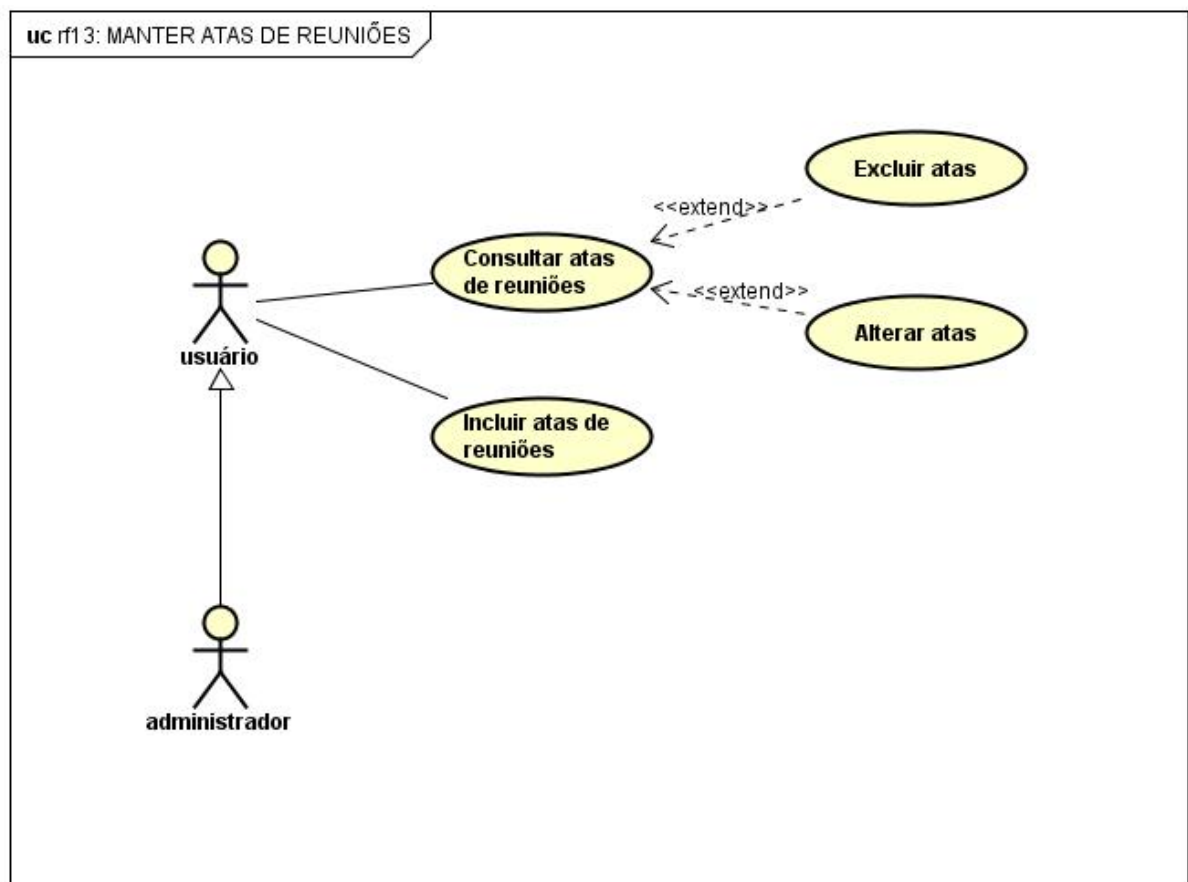 uc rf13: MANTER ATAS DE REUNIÕES
Excluir atas
<<extend>>
Consultar atas
de reuniões
<<extend>>
Alterar atas
usuário
Incluir atas de
reuniões
administrador